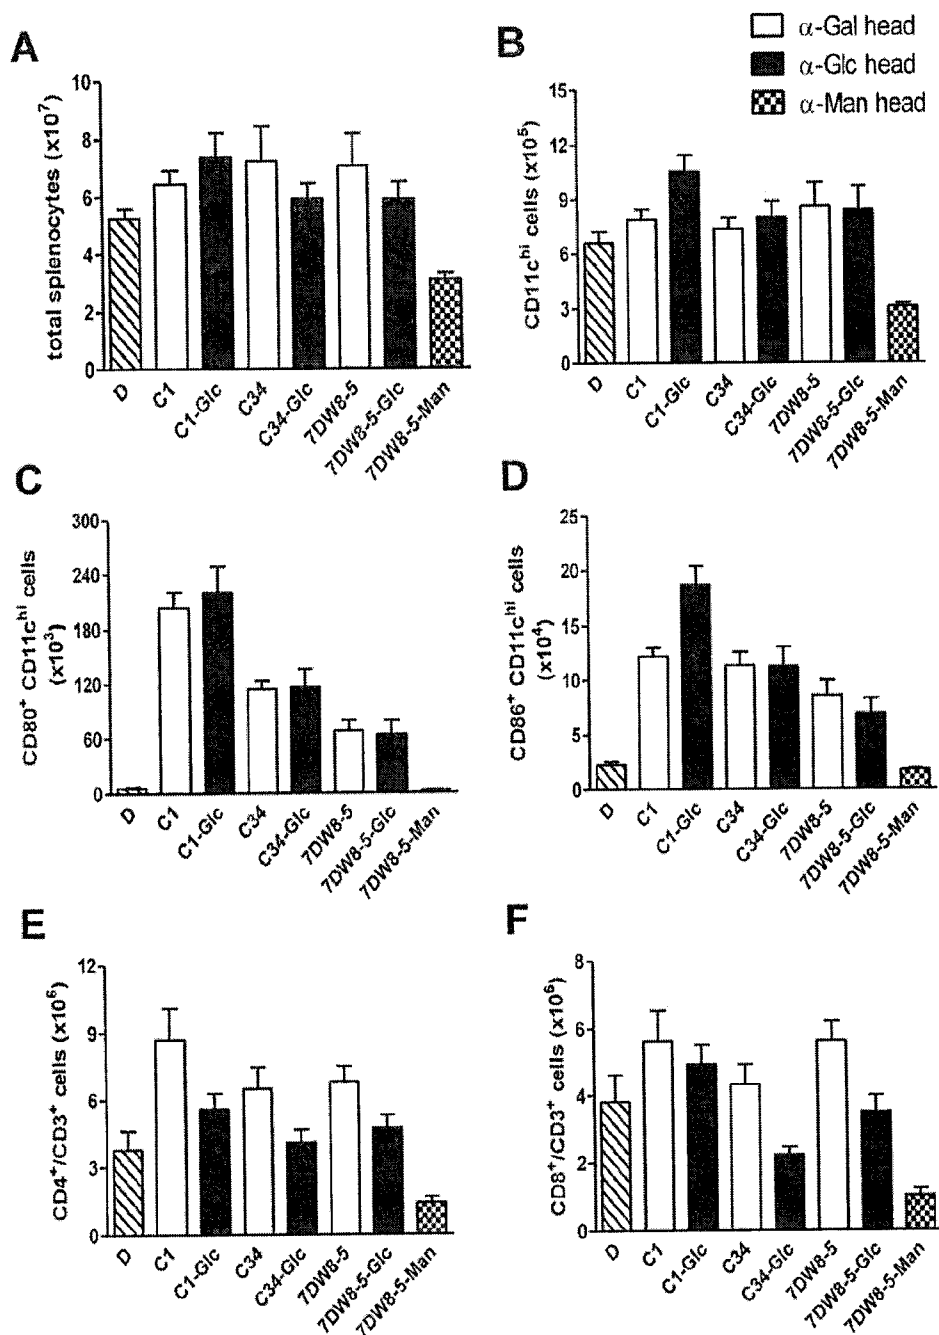 α-Gal head
α-Glc head
α-Man head
A
total splenocytes (x10⁷)
10
8
6
4
2
0
D
C1
C1-Glc
C34
C34-Glc
7DW8-5
7DW8-5-Glc
7DW8-5-Man
B
CD11cʰⁱ cells (x10⁵)
15
12
9
6
3
0
D
C1
C1-Glc
C34
C34-Glc
7DW8-5
7DW8-5-Glc
7DW8-5-Man
C
CD80⁺ CD11cʰⁱ cells
(x10³)
300
240
180
120
60
0
D
C1
C1-Glc
C34
C34-Glc
7DW8-5
7DW8-5-Glc
7DW8-5-Man
D
CD86⁺ CD11cʰⁱ cells
(x10⁴)
25
20
15
10
5
0
D
C1
C1-Glc
C34
C34-Glc
7DW8-5
7DW8-5-Glc
7DW8-5-Man
E
CD4⁺/CD3⁺ cells (x10⁶)
12
9
6
3
0
D
C1
C1-Glc
C34
C34-Glc
7DW8-5
7DW8-5-Glc
7DW8-5-Man
F
CD8⁺/CD3⁺ cells (x10⁶)
8
6
4
2
0
D
C1
C1-Glc
C34
C34-Glc
7DW8-5
7DW8-5-Glc
7DW8-5-Man